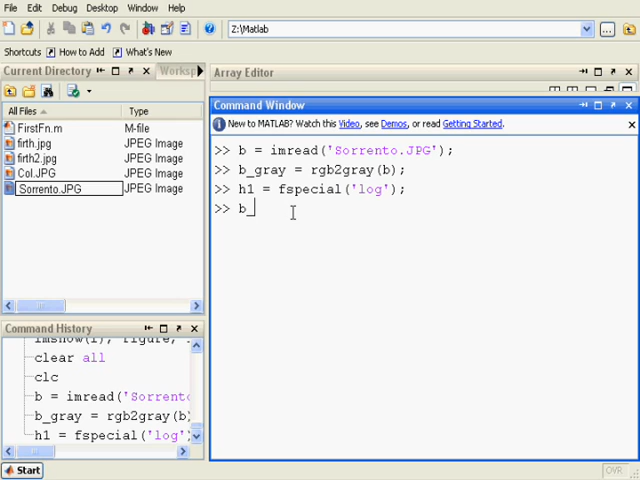 File Edit Debug Desktop Window Help
Z:\Matlab
Shortcuts How to Add What's New
Current Directory
Worksp
Array Editor
All Files Type
FirstFn.m M-file
firth.jpg JPEG Image
firth2.jpg JPEG Image
Col.JPG JPEG Image
Sorrento.JPG JPEG Image
Command Window
New to MATLAB? Watch this Video, see Demos, or read Getting Started.
>> b = imread('Sorrento.JPG');
>> b_gray = rgb2gray(b);
>> h1 = fspecial('log');
>> b_
Command History
clear all
clc
b = imread('Sorrento
b_gray = rgb2gray(b)
h1 = fspecial('log')
Start
OVR